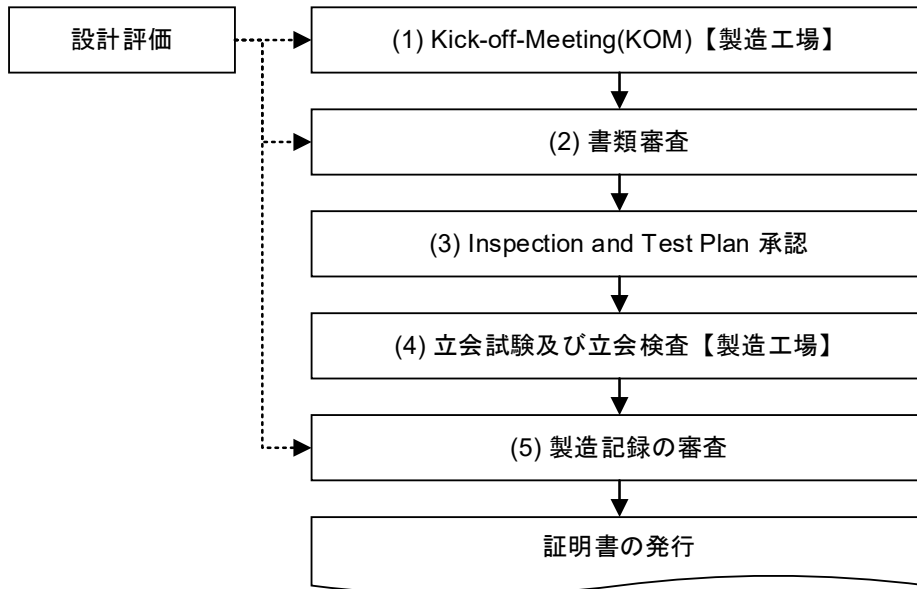 設計評価
(1) Kick-off-Meeting(KOM)【製造工場】
(2) 書類審査
(3) Inspection and Test Plan 承認
(4) 立会試験及び立会検査【製造工場】
(5) 製造記録の審査
証明書の発行